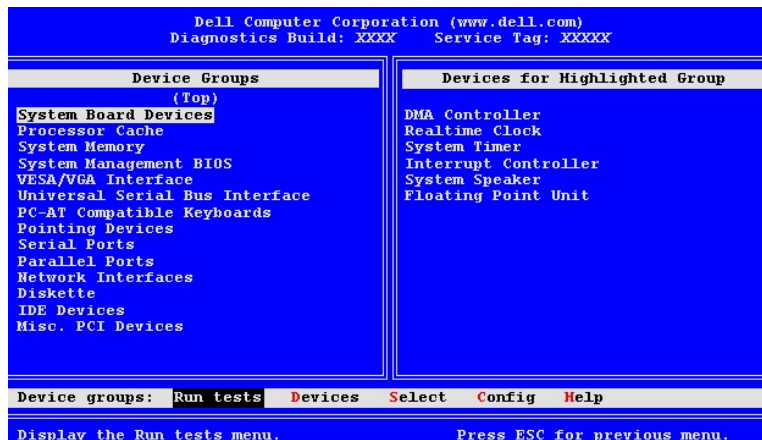 Dell Computer Corporation (www.dell.com)
Diagnostics Build: XXXX Service Tag: XXXXX
Device Groups
(Top)
System Board Devices
Processor Cache
System Memory
System Management BIOS
VESA/VGA Interface
Universal Serial Bus Interface
PC-AT Compatible Keyboards
Pointing Devices
Serial Ports
Parallel Ports
Network Interfaces
Diskette
IDE Devices
Misc. PCI Devices
Devices for Highlighted Group
DMA Controller
Realtime Clock
System Timer
Interrupt Controller
System Speaker
Floating Point Unit
Device groups: Run tests Devices Select Config Help
Display the Run tests menu. Press ESC for previous menu.